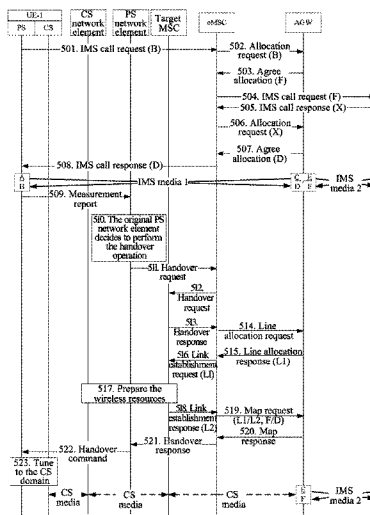 UE-1
PS
CS
CS
network
element
PS
network
element
Target
MSC
eMSC
AGW
501. IMS call request (B)
502. Allocation
request (B)
503. Agree
allocation (F)
504. IMS call request (F)
505. IMS call response (X)
506. Allocation
request (X)
507. Agree
allocation (D)
508. IMS call response (D)
A
B
IMS media 1
C
D
E
F
IMS
media 2
509. Measurement
report
510. The original PS
network element
decides to perform
the handover
operation
511. Handover
request
512.
Handover
request
513.
Handover
response
514. Line
allocation request
515. Line allocation
response (L1)
516. Link
establishment
request (L1)
517. Prepare the
wireless resources
518. Link
establishment
response (L2)
519. Map request
(L1/L2, F/D)
520. Map
response
521. Handover
response
522. Handover
command
523. Tune
to the CS
domain
CS
media
CS
media
CS
media
E
F
IMS
media 2